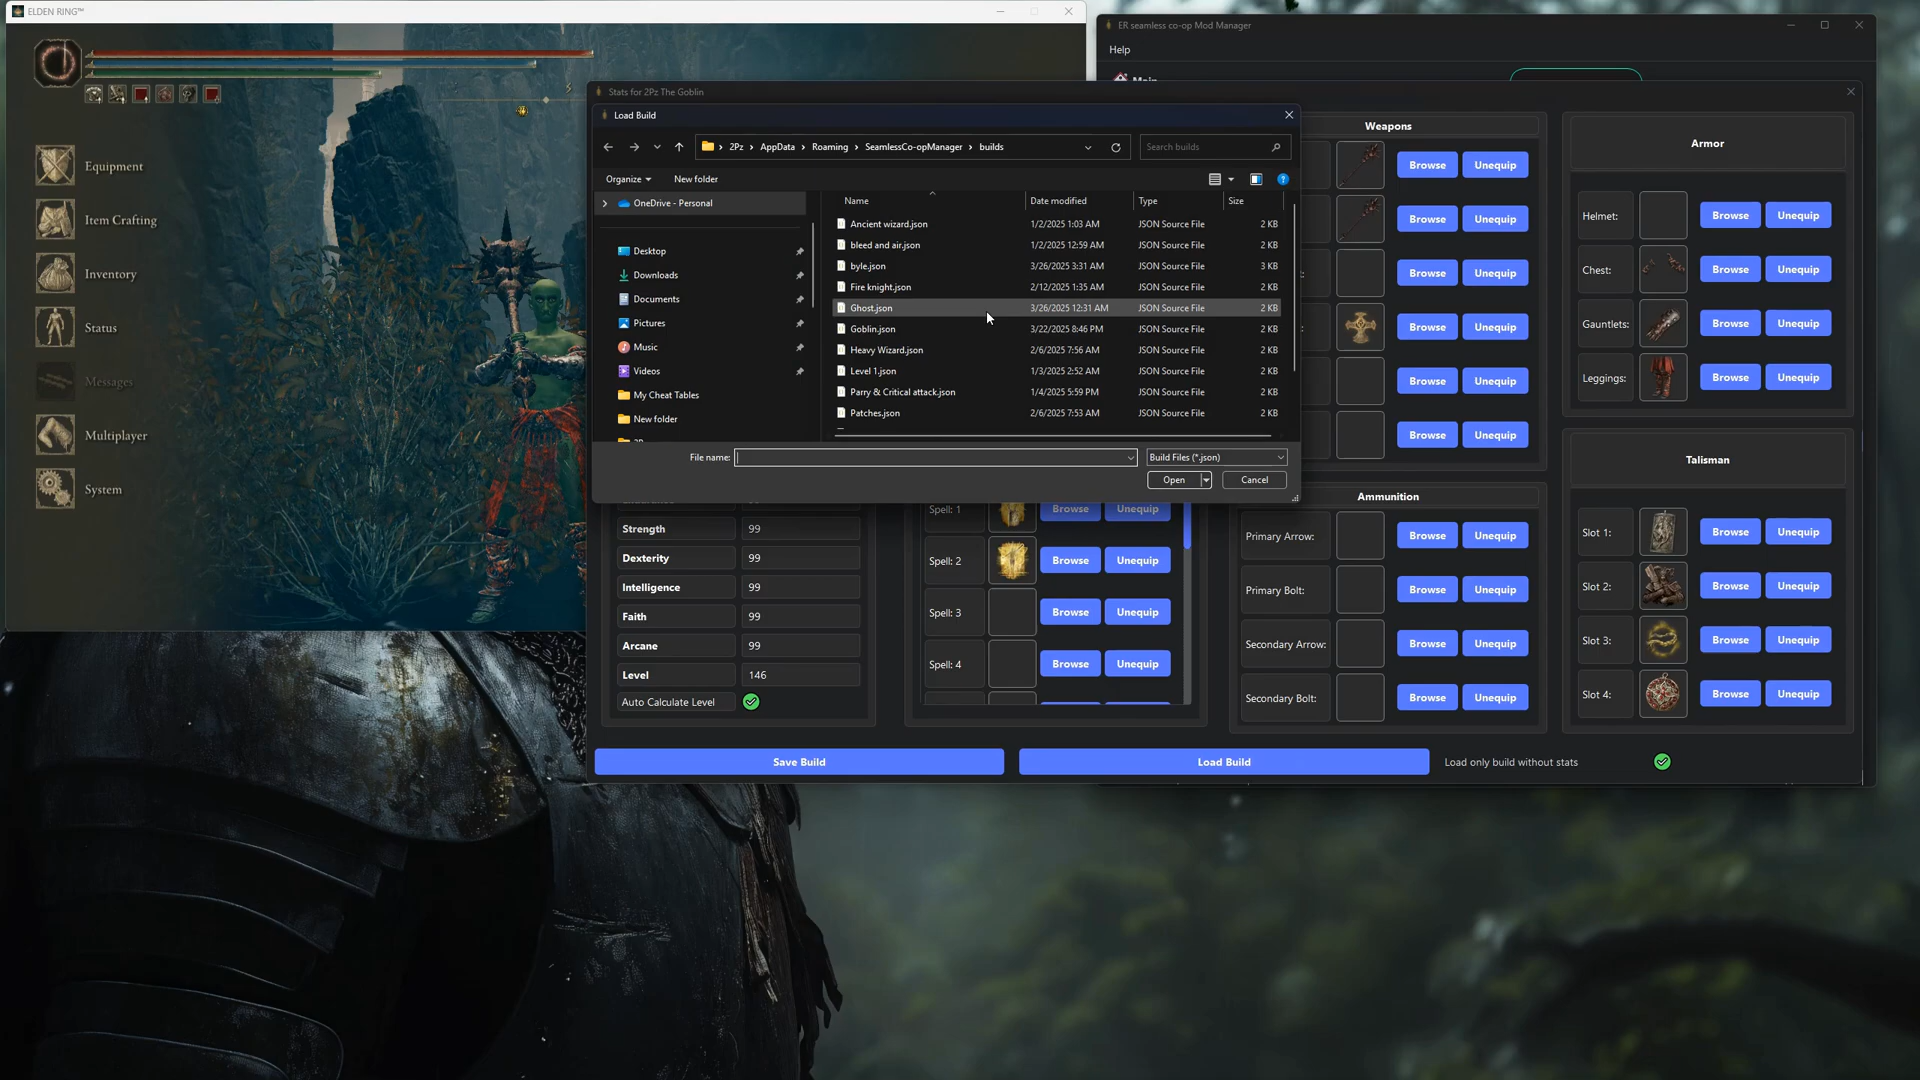 ELDEN RING™
Equipment
Item Crafting
Inventory
Status
Messages
Multiplayer
System
ER seamless co-op Mod Manager
Help
Main
Stats for 2Pz The Goblin
Load Build
2Pz > AppData > Roaming > SeamlessCo-opManager > builds
Search builds
Organize
New folder
OneDrive - Personal
Desktop
Downloads
Documents
Pictures
Music
Videos
My Cheat Tables
New folder
Name Date modified Type Size
Ancient wizard.json 1/2/2025 1:03 AM JSON Source File 2 KB
bleed and air.json 1/2/2025 12:59 AM JSON Source File 2 KB
byle.json 3/26/2025 3:31 AM JSON Source File 3 KB
Fire knight.json 2/12/2025 1:35 AM JSON Source File 2 KB
Ghost.json 3/26/2025 12:31 AM JSON Source File 2 KB
Goblin.json 3/22/2025 8:46 PM JSON Source File 2 KB
Heavy Wizard.json 2/6/2025 7:56 AM JSON Source File 2 KB
Level 1.json 1/3/2025 2:52 AM JSON Source File 2 KB
Parry & Critical attack.json 1/4/2025 5:59 PM JSON Source File 2 KB
Patches.json 2/6/2025 7:53 AM JSON Source File 2 KB
File name:
Build Files (*.json)
Open Cancel
Strength 99
Dexterity 99
Intelligence 99
Faith 99
Arcane 99
Level 146
Auto Calculate Level
Spell: 1 Browse Unequip
Spell: 2 Browse Unequip
Spell: 3 Browse Unequip
Spell: 4 Browse Unequip
Weapons
Browse Unequip
Browse Unequip
Browse Unequip
Browse Unequip
Browse Unequip
Browse Unequip
Ammunition
Primary Arrow: Browse Unequip
Primary Bolt: Browse Unequip
Secondary Arrow: Browse Unequip
Secondary Bolt: Browse Unequip
Armor
Helmet: Browse Unequip
Chest: Browse Unequip
Gauntlets: Browse Unequip
Leggings: Browse Unequip
Talisman
Slot 1: Browse Unequip
Slot 2: Browse Unequip
Slot 3: Browse Unequip
Slot 4: Browse Unequip
Save Build
Load Build
Load only build without stats